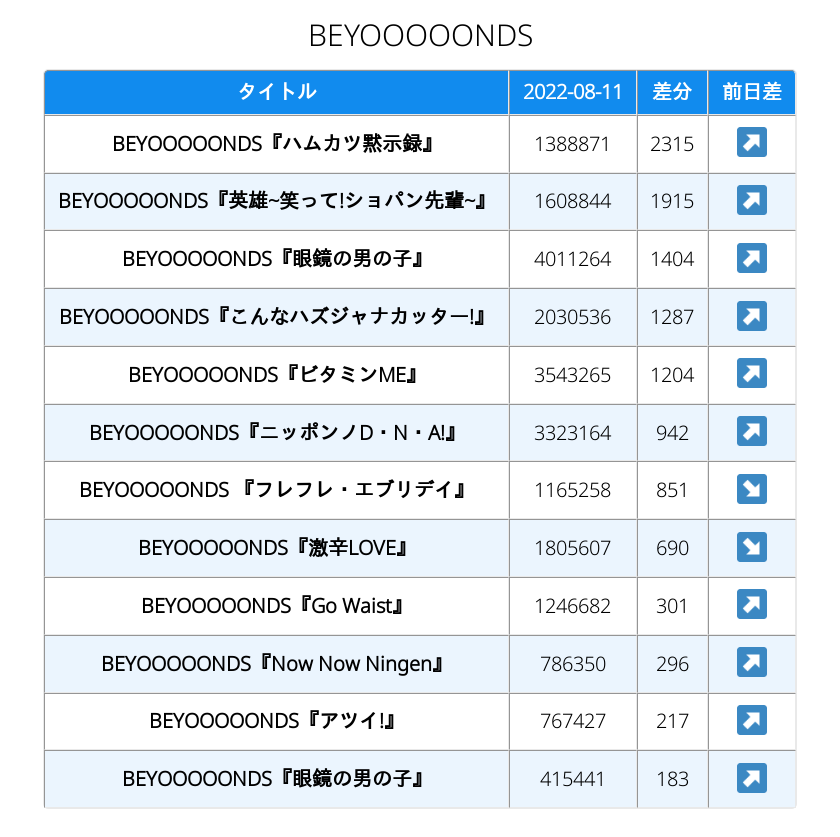 BEYOOOOONDS
タイトル 2022-08-11 差分 前日差
BEYOOOOONDS『ハムカツ黙示録』 1388871 2315 ↗
BEYOOOOONDS『英雄~笑って!ショパン先輩~』 1608844 1915 ↗
BEYOOOOONDS『眼鏡の男の子』 4011264 1404 ↗
BEYOOOOONDS『こんなハズジャナカッター!』 2030536 1287 ↗
BEYOOOOONDS『ビタミンME』 3543265 1204 ↗
BEYOOOOONDS『ニッポンノD・N・A!』 3323164 942 ↗
BEYOOOOONDS 『フレフレ・エブリデイ』 1165258 851 ↘
BEYOOOOONDS『激辛LOVE』 1805607 690 ↘
BEYOOOOONDS『Go Waist』 1246682 301 ↗
BEYOOOOONDS『Now Now Ningen』 786350 296 ↗
BEYOOOOONDS『アツイ!』 767427 217 ↗
BEYOOOOONDS『眼鏡の男の子』 415441 183 ↗